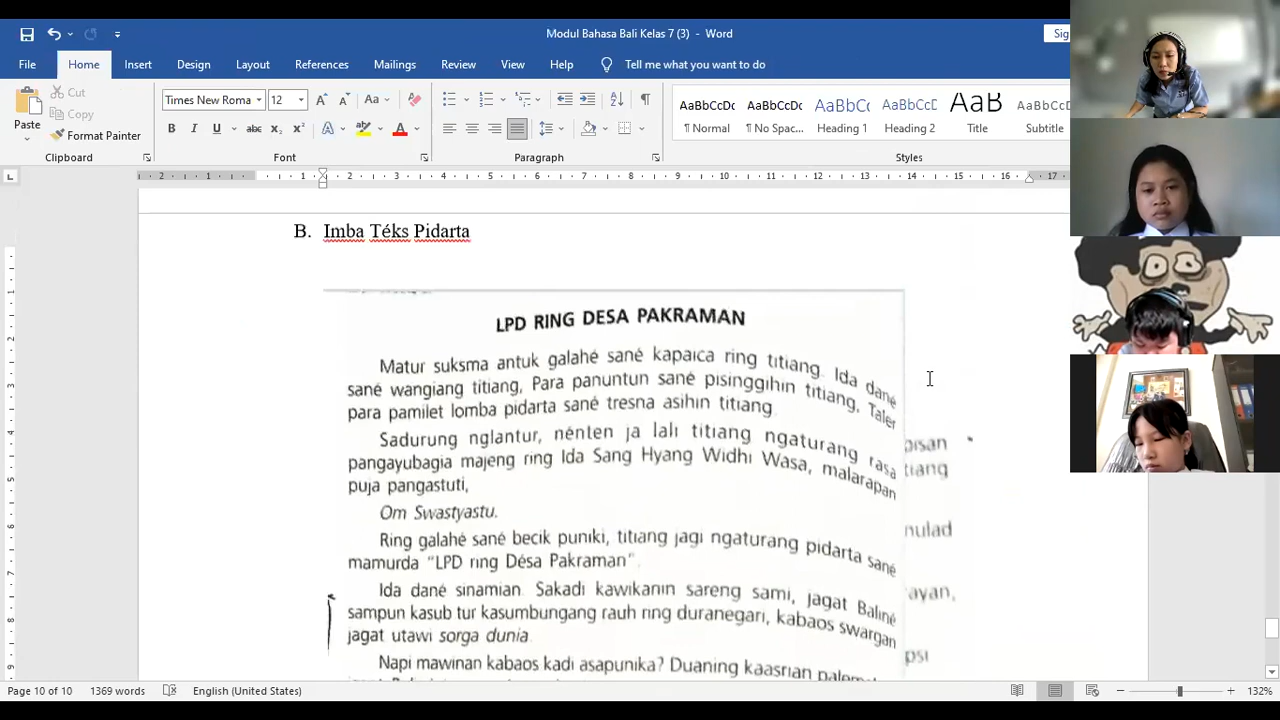 Modul Bahasa Bali Kelas 7 (3) - Word
File Home Insert Design Layout References Mailings Review View Help Tell me what you want to do
Cut
Copy
Paste
Format Painter
Clipboard
Times New Roma 12
Font
Paragraph
AaBbCcDc AaBbCcDc AaBbCcD AaBbCcD AaB AaBbCcD
¶ Normal ¶ No Spac... Heading 1 Heading 2 Title Subtitle
Styles
B. Imba Téks Pidarta
LPD RING DESA PAKRAMAN
Matur suksma antuk galahé sané kapaica ring titiang. Ida dané
sané wangiang titiang, Para panuntun sané pisinggihin titiang, Taler
para pamilet lomba pidarta sané tresna asihin titiang
Sadurung nglantur, nénten ja lali titiang ngaturang rasa
pangayubagia majeng ring Ida Sang Hyang Widhi Wasa, malarapan
puja pangastuti,
Om Swastyastu.
Ring galahé sané becik puniki, titiang jagi ngaturang pidarta sané
mamurda "LPD ring Désa Pakraman"
Ida dané sinamian. Sakadi kawikanin sareng sami, jagat Baliné
sampun kasub tur kasumbungang rauh ring duranegari, kabaos swargan
jagat utawi sorga dunia
Napi mawinan kabaos kadi asapunika? Duaning kaasrian
Page 10 of 10 1369 words English (United States) 132%